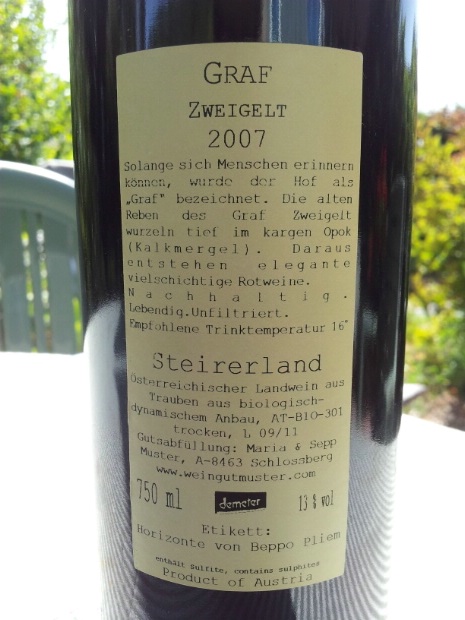 GRAF
ZWEIGELT
2007
Solange sich Menschen erinnern
können, wurde der Hof als
„Graf" bezeichnet. Die alten
Reben des Graf Zweigelt
wurzeln tief im kargen Opok
(Kalkmergel). Daraus
entstehen elegante
vielschichtige Rotweine.
Nachhaltig.
Lebendig.Unfiltriert.
Empfohlene Trinktemperatur 16°
Steirerland
Österreichischer Landwein aus
Trauben aus biologisch-
dynamischem Anbau, AT-BIO-301
trocken, L 09/11
Gutsabfüllung: Maria & Sepp
Muster, A-8463 Schlossberg
www.weingutmuster.com
750 ml demeter 13 % vol
Etikett:
Horizonte von Beppo Pliem
enthält Sulfite, contains sulphites
Product of Austria